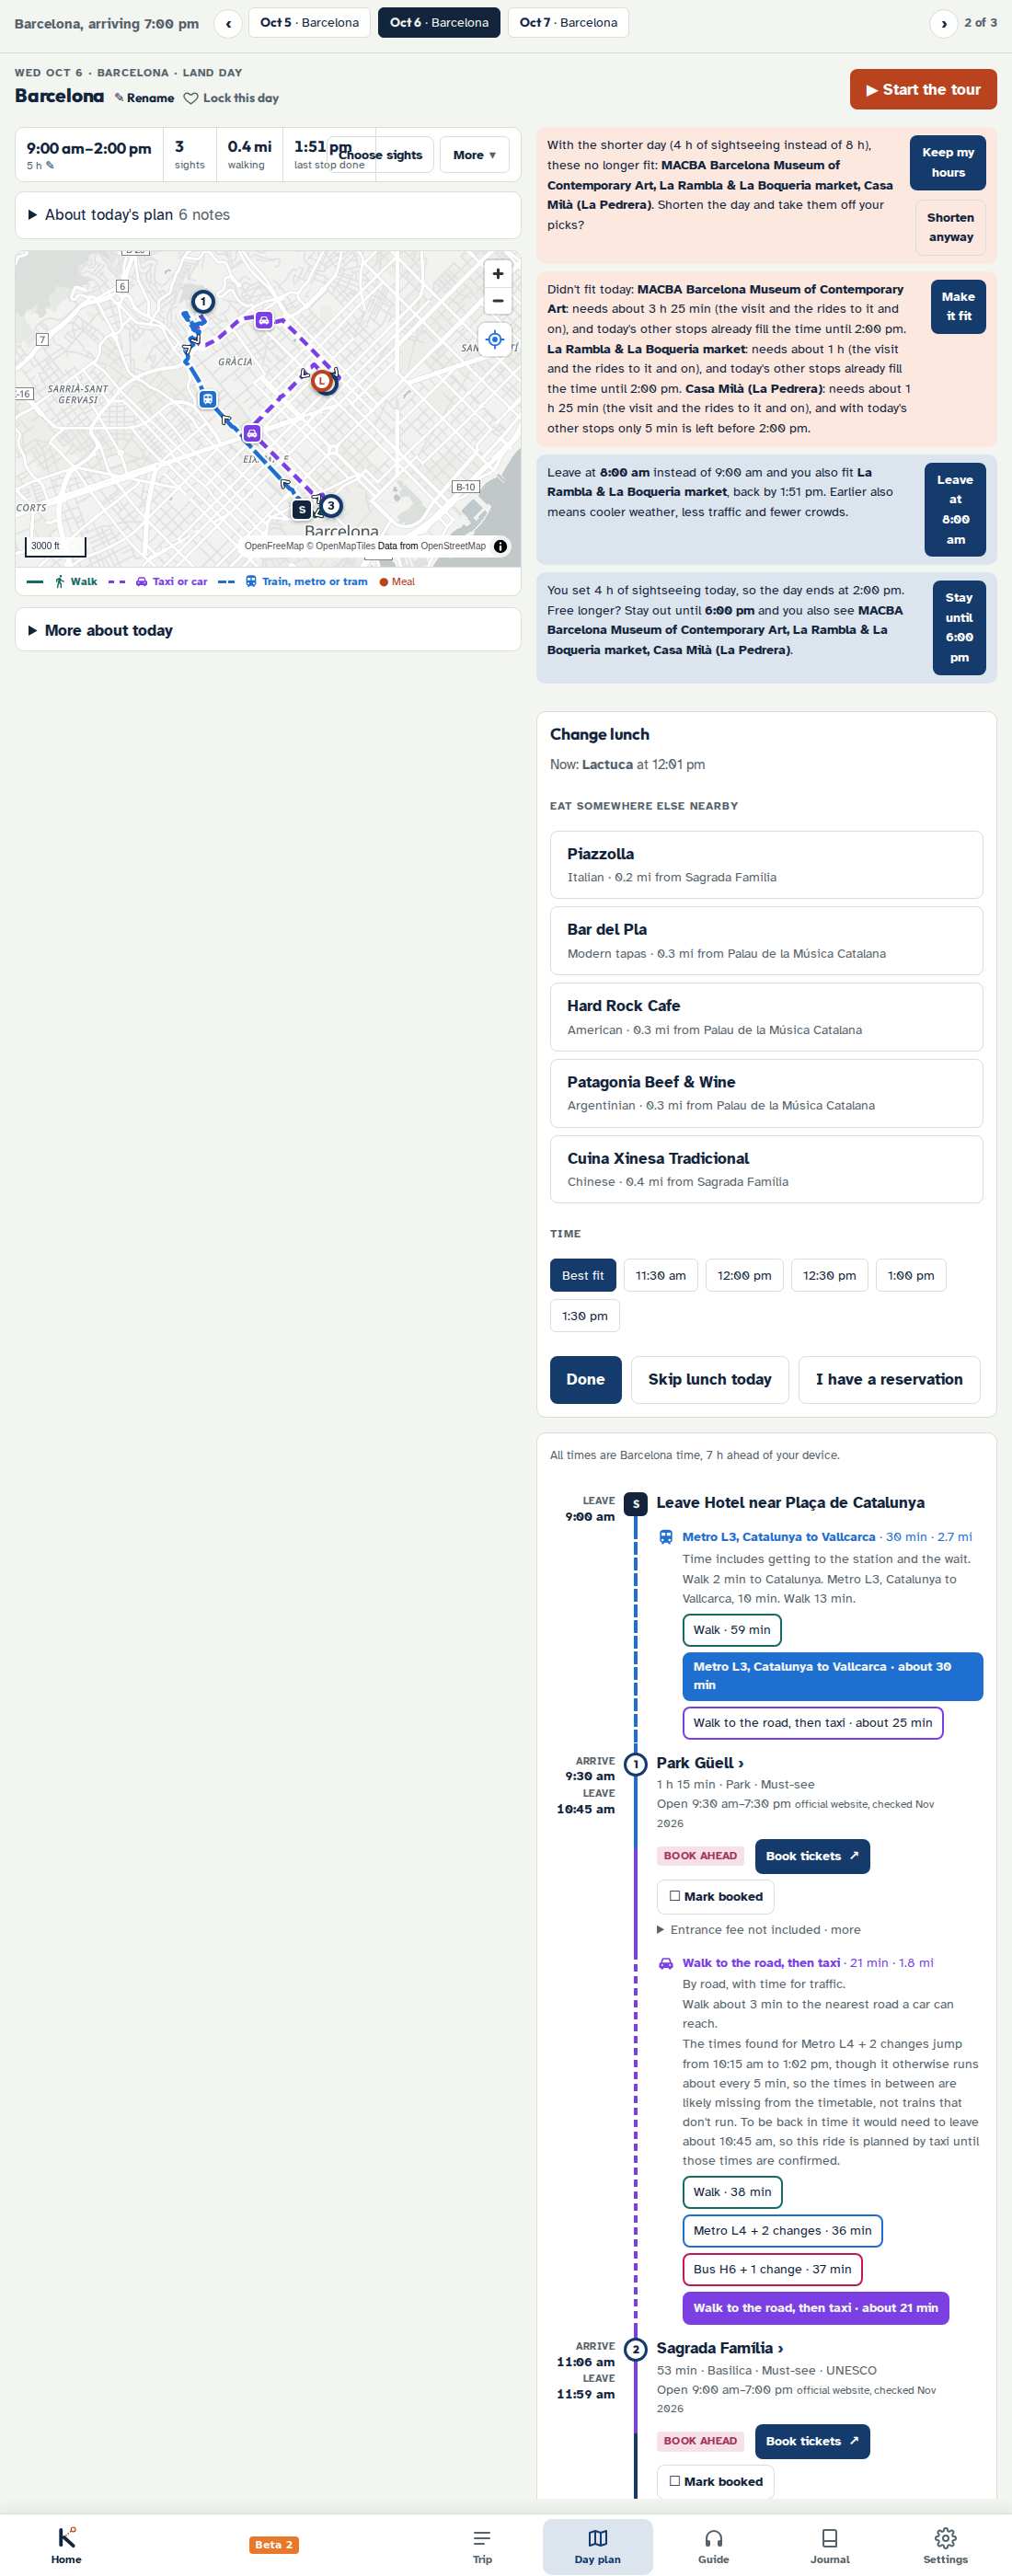 Barcelona, arriving 7:00 pm
‹
Oct 5 · Barcelona
Oct 6 · Barcelona
Oct 7 · Barcelona
›
2 of 3
WED OCT 6 · BARCELONA · LAND DAY
Barcelona ✎ Rename Lock this day
▶ Start the tour
9:00 am–2:00 pm
5 h ✎
3
sights
0.4 mi
walking
1:51 pm
last stop done
Choose sights
More ▼
▶ About today's plan 6 notes
6
7
GRÀCIA
SARRIÀ-SANT
GERVASI
-16
CORTS
B-10
Barcelona
1
L
S
3
+
−
3000 ft
OpenFreeMap © OpenMapTiles Data from OpenStreetMap
Walk
Taxi or car
Train, metro or tram
Meal
▶ More about today
With the shorter day (4 h of sightseeing instead of 8 h),
these no longer fit: MACBA Barcelona Museum of
Contemporary Art, La Rambla & La Boqueria market, Casa
Milà (La Pedrera). Shorten the day and take them off your
picks?
Keep my
hours
Shorten
anyway
Didn't fit today: MACBA Barcelona Museum of Contemporary
Art: needs about 3 h 25 min (the visit and the rides to it and
on), and today's other stops already fill the time until 2:00 pm.
La Rambla & La Boqueria market: needs about 1 h (the visit
and the rides to it and on), and today's other stops already fill
the time until 2:00 pm. Casa Milà (La Pedrera): needs about 1
h 25 min (the visit and the rides to it and on), and with today's
other stops only 5 min is left before 2:00 pm.
Make
it fit
Leave at 8:00 am instead of 9:00 am and you also fit La
Rambla & La Boqueria market, back by 1:51 pm. Earlier also
means cooler weather, less traffic and fewer crowds.
Leave
at
8:00
am
You set 4 h of sightseeing today, so the day ends at 2:00 pm.
Free longer? Stay out until 6:00 pm and you also see MACBA
Barcelona Museum of Contemporary Art, La Rambla & La
Boqueria market, Casa Milà (La Pedrera).
Stay
until
6:00
pm
Change lunch
Now: Lactuca at 12:01 pm
EAT SOMEWHERE ELSE NEARBY
Piazzolla
Italian · 0.2 mi from Sagrada Família
Bar del Pla
Modern tapas · 0.3 mi from Palau de la Música Catalana
Hard Rock Cafe
American · 0.3 mi from Palau de la Música Catalana
Patagonia Beef & Wine
Argentinian · 0.3 mi from Palau de la Música Catalana
Cuina Xinesa Tradicional
Chinese · 0.4 mi from Sagrada Família
TIME
Best fit
11:30 am
12:00 pm
12:30 pm
1:00 pm
1:30 pm
Done
Skip lunch today
I have a reservation
All times are Barcelona time, 7 h ahead of your device.
LEAVE
9:00 am
S
Leave Hotel near Plaça de Catalunya
Metro L3, Catalunya to Vallcarca · 30 min · 2.7 mi
Time includes getting to the station and the wait.
Walk 2 min to Catalunya. Metro L3, Catalunya to
Vallcarca, 10 min. Walk 13 min.
Walk · 59 min
Metro L3, Catalunya to Vallcarca · about 30
min
Walk to the road, then taxi · about 25 min
ARRIVE
9:30 am
LEAVE
10:45 am
1
Park Güell ›
1 h 15 min · Park · Must-see
Open 9:30 am–7:30 pm official website, checked Nov
2026
BOOK AHEAD
Book tickets ↗
☐ Mark booked
▶ Entrance fee not included · more
Walk to the road, then taxi · 21 min · 1.8 mi
By road, with time for traffic.
Walk about 3 min to the nearest road a car can
reach.
The times found for Metro L4 + 2 changes jump
from 10:15 am to 1:02 pm, though it otherwise runs
about every 5 min, so the times in between are
likely missing from the timetable, not trains that
don't run. To be back in time it would need to leave
about 10:45 am, so this ride is planned by taxi until
those times are confirmed.
Walk · 38 min
Metro L4 + 2 changes · 36 min
Bus H6 + 1 change · 37 min
Walk to the road, then taxi · about 21 min
ARRIVE
11:06 am
LEAVE
11:59 am
2
Sagrada Família ›
53 min · Basilica · Must-see · UNESCO
Open 9:00 am–7:00 pm official website, checked Nov
2026
BOOK AHEAD
Book tickets ↗
☐ Mark booked
Home
Beta 2
Trip
Day plan
Guide
Journal
Settings